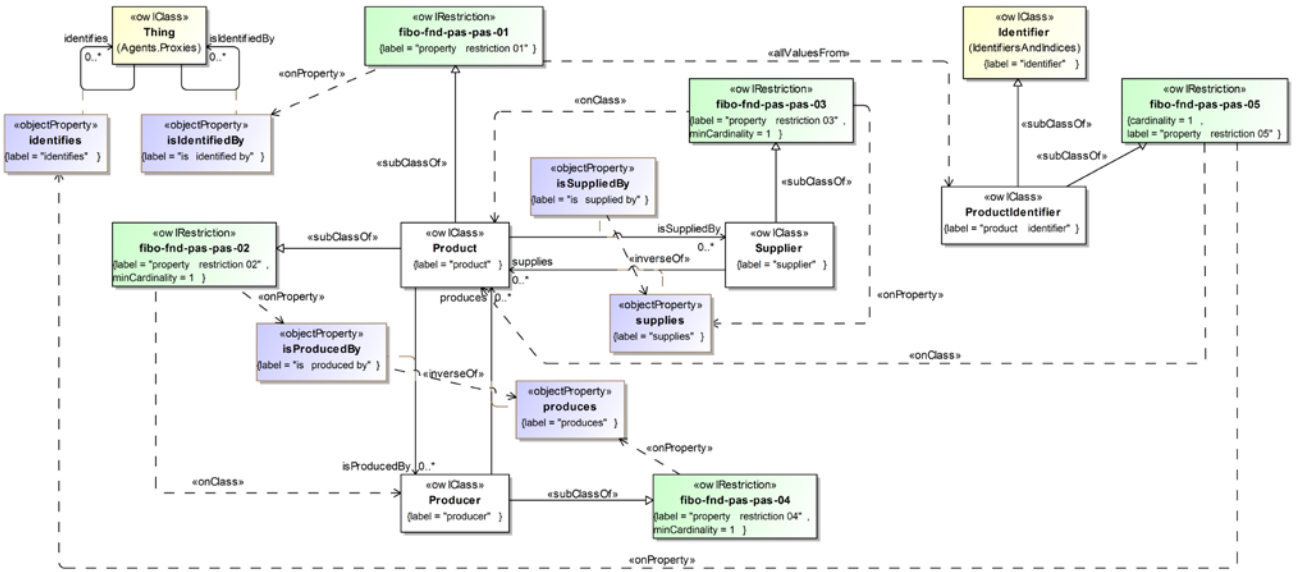 «owlClass»
Thing
(Agents.Proxies)
identifies
0..*
isIdentifiedBy
0..*
«owlRestriction»
fibo-fnd-pas-pas-01
{label = "property restriction 01" }
«allValuesFrom»
«owlClass»
Identifier
(IdentifiersAndIndices)
{label = "identifier" }
«onProperty»
«onClass»
«owlRestriction»
fibo-fnd-pas-pas-03
{label = "property restriction 03" ,
minCardinality = 1 }
«owlRestriction»
fibo-fnd-pas-pas-05
{cardinality = 1 ,
label = "property restriction 05" }
«subClassOf»
«objectProperty»
identifies
{label = "identifies" }
«objectProperty»
isIdentifiedBy
{label = "is identified by" }
«subClassOf»
«subClassOf»
«objectProperty»
isSuppliedBy
{label = "is supplied by" }
«subClassOf»
«owlClass»
ProductIdentifier
{label = "product identifier" }
«owlRestriction»
fibo-fnd-pas-pas-02
{label = "property restriction 02" ,
minCardinality = 1 }
«subClassOf»
«owlClass»
Product
{label = "product" }
isSuppliedBy
0..*
«owlClass»
Supplier
{label = "supplier" }
supplies
0..*
«inverseOf»
«onProperty»
produces
0..*
«onProperty»
«objectProperty»
supplies
{label = "supplies" }
«objectProperty»
isProducedBy
{label = "is produced by" }
«onClass»
«inverseOf»
«objectProperty»
produces
{label = "produces" }
«onProperty»
isProducedBy
0..*
«onClass»
«owlClass»
Producer
{label = "producer" }
«subClassOf»
«owlRestriction»
fibo-fnd-pas-pas-04
{label = "property restriction 04" ,
minCardinality = 1 }
«onProperty»